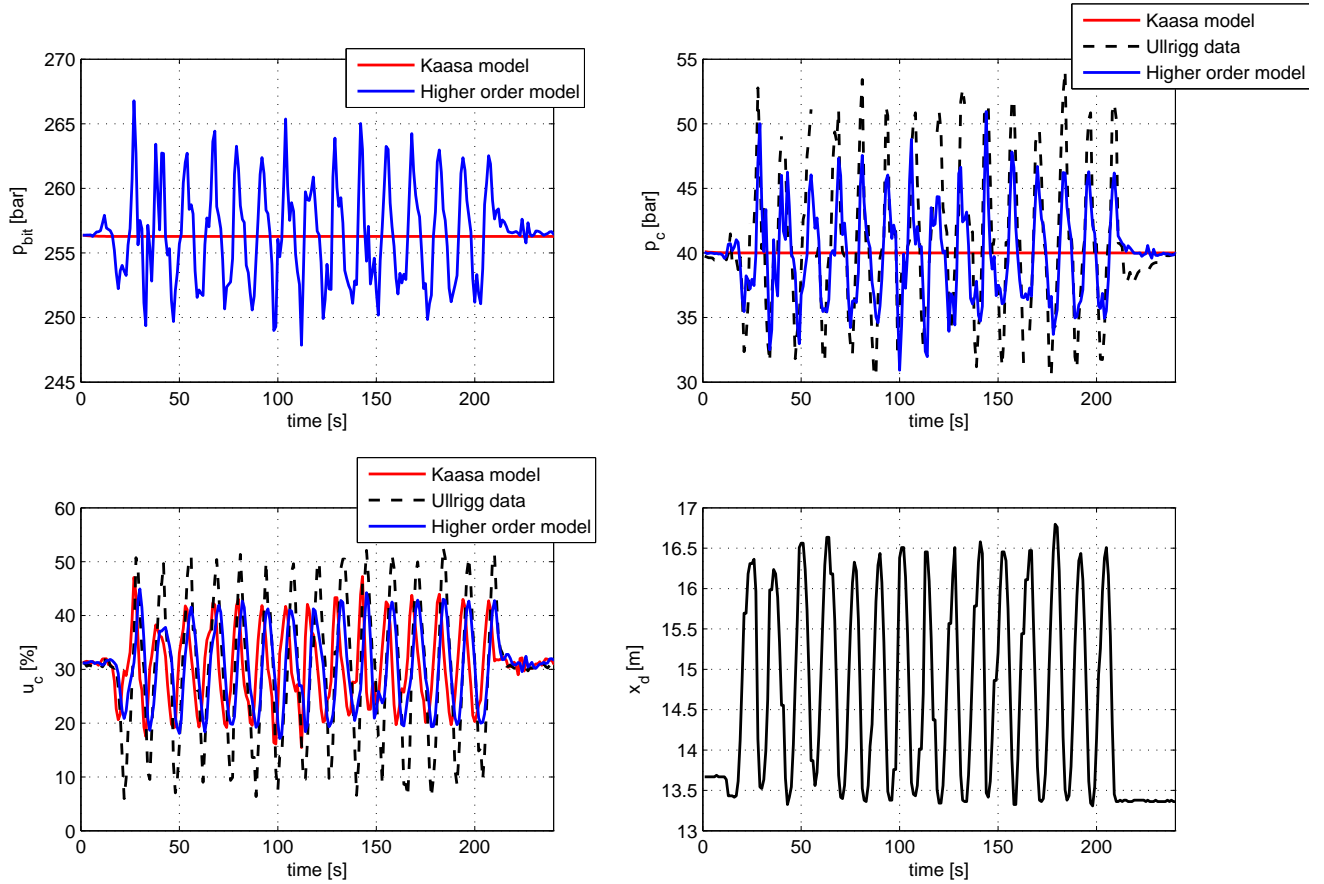 Kaasa model
Higher order model
270
265
260
255
250
245
p_bit [bar]
0 50 100 150 200
time [s]
Kaasa model
Ullrigg data
Higher order model
55
50
45
40
35
30
p_c [bar]
0 50 100 150 200
time [s]
Kaasa model
Ullrigg data
Higher order model
60
50
40
30
20
10
0
u_c [%]
0 50 100 150 200
time [s]
17
16.5
16
15.5
15
14.5
14
13.5
13
x_d [m]
0 50 100 150 200
time [s]